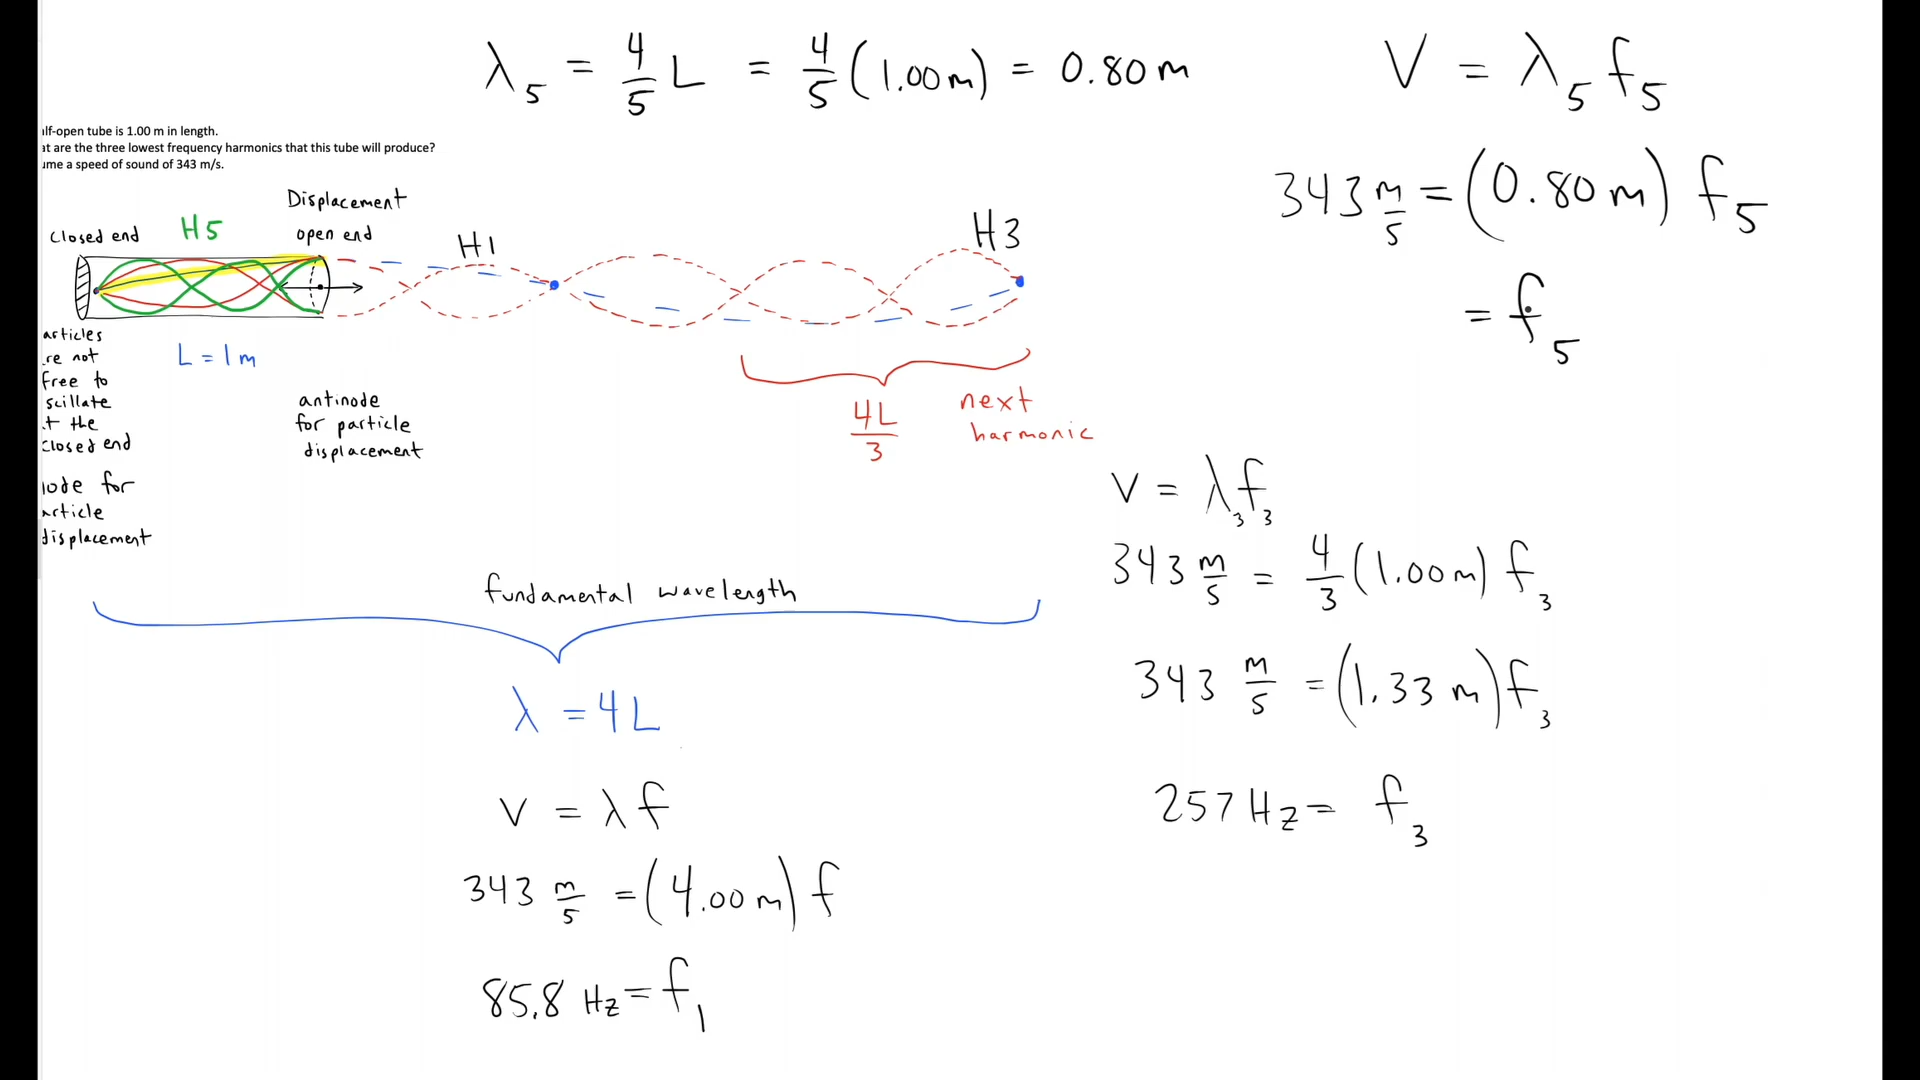 λ₅ = 4/5 L = 4/5 (1.00 m) = 0.80 m
V = λ₅ f₅
lf-open tube is 1.00 m in length.
at are the three lowest frequency harmonics that this tube will produce?
ume a speed of sound of 343 m/s.
343 m/s = (0.80 m) f₅
= f₅
Displacement
Closed end
H5
open end
H1
H3
articles
re not
free to
scillate
t the
closed end
L = 1 m
antinode
for particle
displacement
4L/3
next
harmonic
ode for
article
displacement
V = λ₃ f₃
343 m/s = 4/3 (1.00 m) f₃
343 m/s = (1.33 m) f₃
257 Hz = f₃
fundamental wavelength
λ = 4L
V = λ f
343 m/s = (4.00 m) f
85.8 Hz = f₁